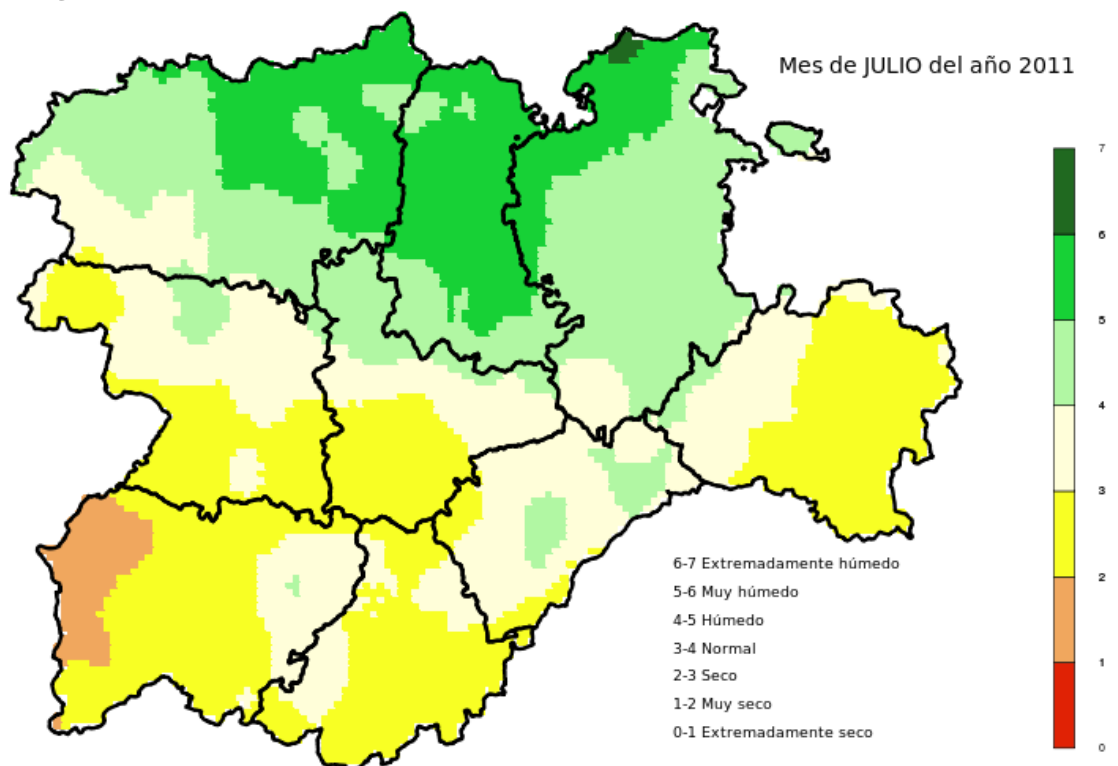 Mes de JULIO del año 2011
7
6
5
4
3
2
1
0
6-7 Extremadamente húmedo
5-6 Muy húmedo
4-5 Húmedo
3-4 Normal
2-3 Seco
1-2 Muy seco
0-1 Extremadamente seco